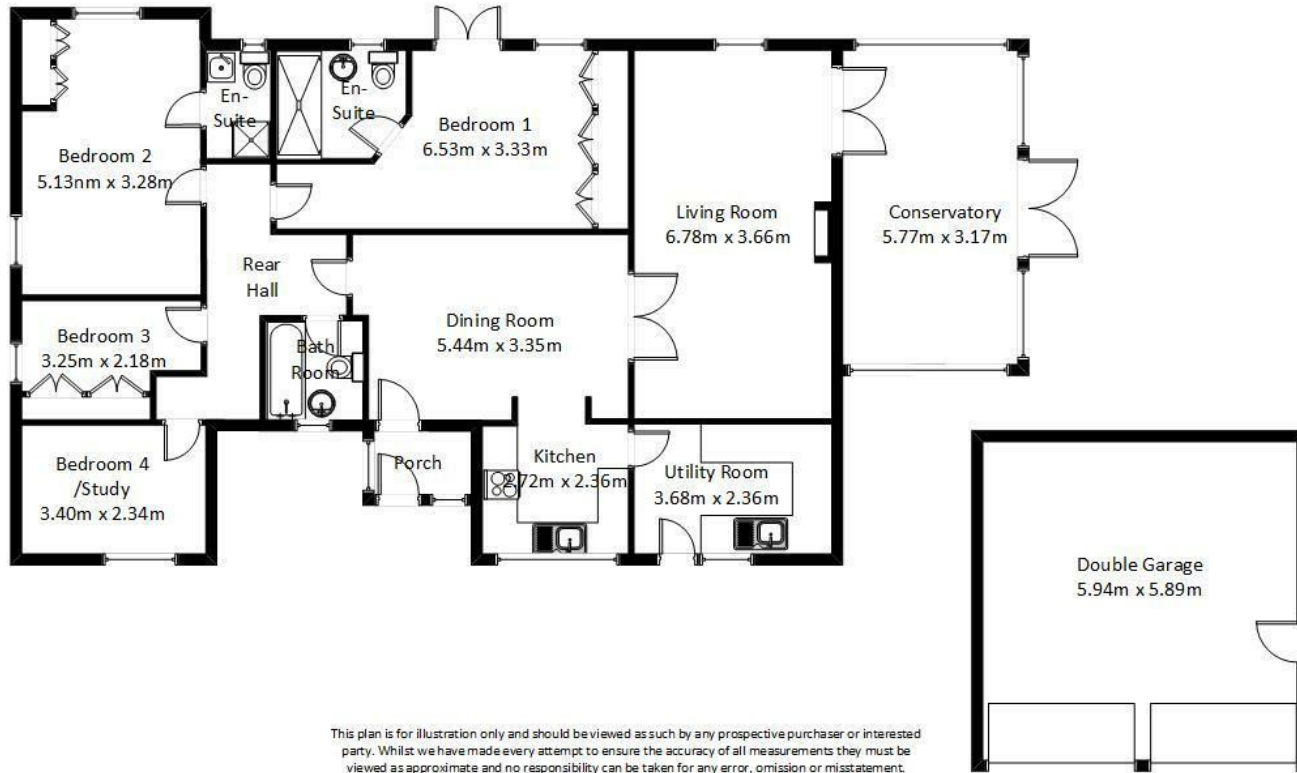 En-
Suite
En-
Suite
Bedroom 1
6.53m x 3.33m
Bedroom 2
5.13nm x 3.28m
Living Room
6.78m x 3.66m
Conservatory
5.77m x 3.17m
Rear
Hall
Dining Room
5.44m x 3.35m
Bedroom 3
3.25m x 2.18m
Bath
Room
Bedroom 4
/Study
3.40m x 2.34m
Porch
Kitchen
2.72m x 2.36m
Utility Room
3.68m x 2.36m
Double Garage
5.94m x 5.89m
This plan is for illustration only and should be viewed as such by any prospective purchaser or interested
party. Whilst we have made every attempt to ensure the accuracy of all measurements they must be
viewed as approximate and no responsibility can be taken for any error, omission or misstatement.